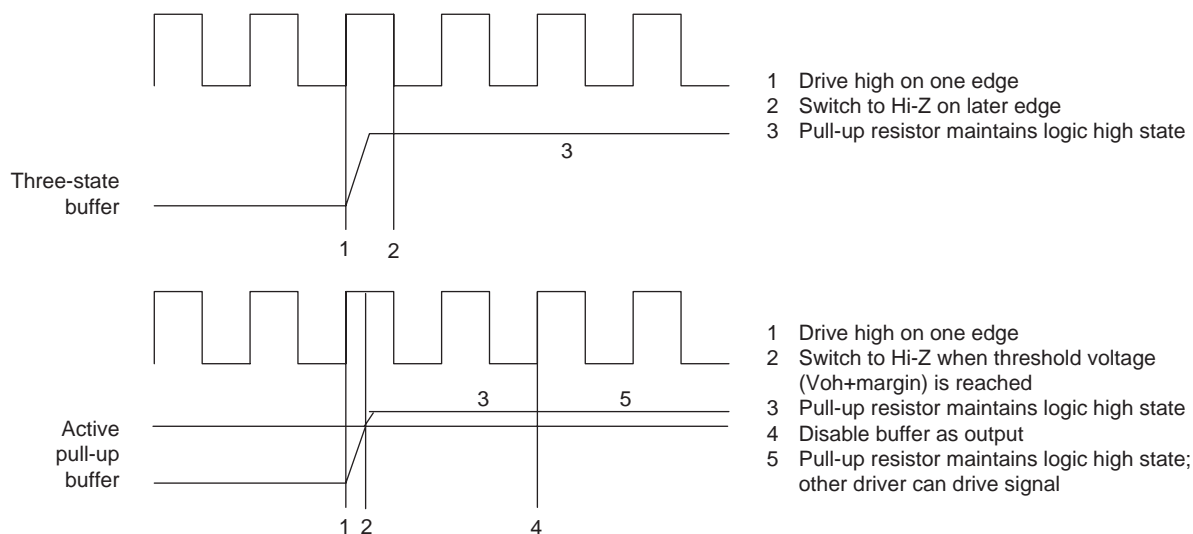 1 Drive high on one edge
2 Switch to Hi-Z on later edge
3 Pull-up resistor maintains logic high state
3
Three-state
buffer
1 2
1 Drive high on one edge
2 Switch to Hi-Z when threshold voltage
(Voh+margin) is reached
3 Pull-up resistor maintains logic high state
4 Disable buffer as output
5 Pull-up resistor maintains logic high state;
other driver can drive signal
3 5
Active
pull-up
buffer
1 2 4